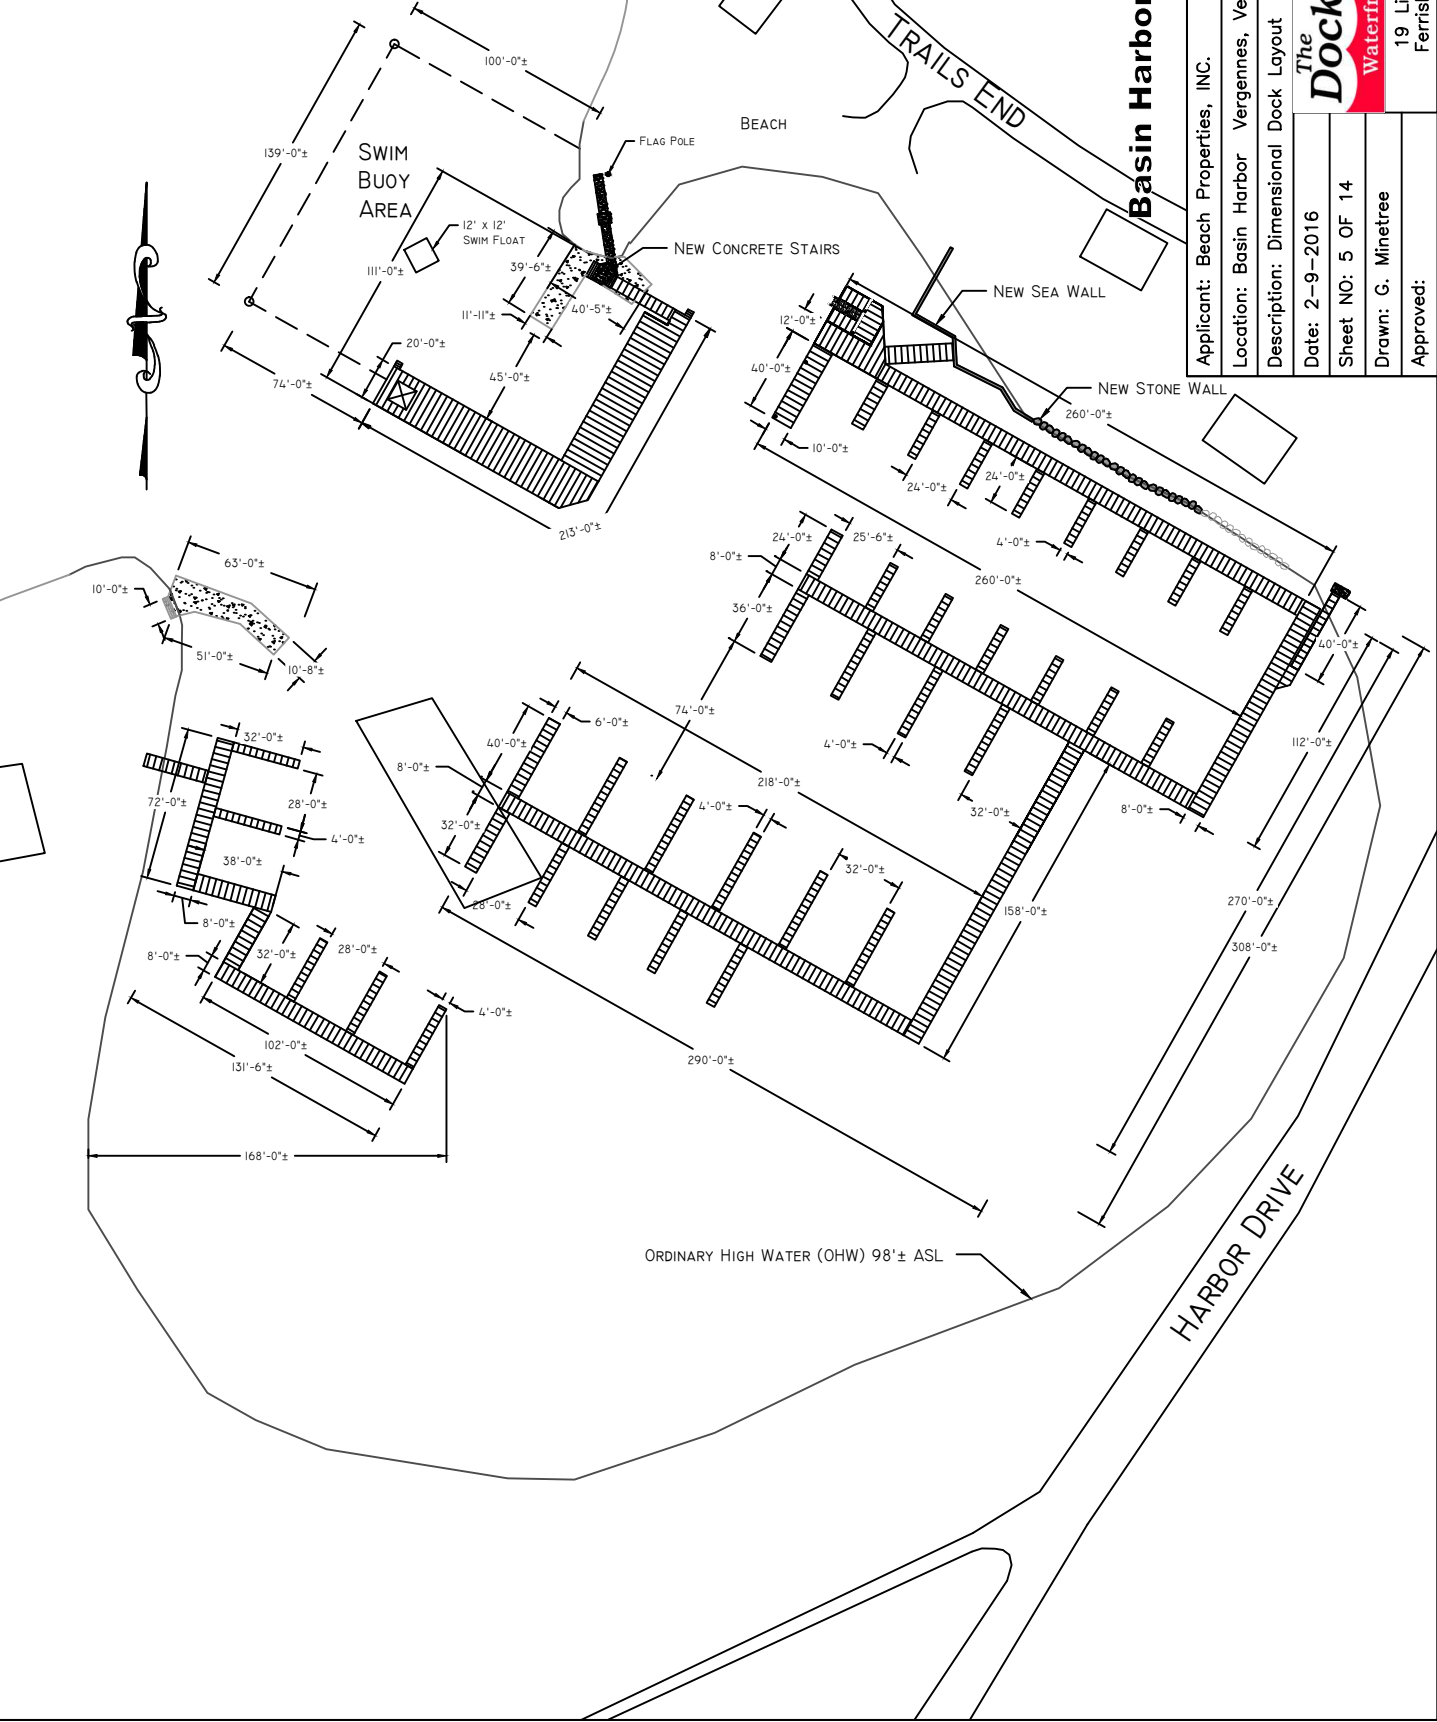 100'-0"±
139'-0"±
SWIM
BUOY
AREA
BEACH
FLAG POLE
TRAILS END
12' x 12'
SWIM FLOAT
NEW CONCRETE STAIRS
111'-0"±
39'-6"±
11'-11"±
40'-5"±
20'-0"±
74'-0"±
45'-0"±
213'-0"±
NEW SEA WALL
12'-0"±
40'-0"±
NEW STONE WALL
260'-0"±
10'-0"±
24'-0"±
24'-0"±
4'-0"±
24'-0"±
25'-6"±
8'-0"±
260'-0"±
36'-0"±
40'-0"±
63'-0"±
10'-0"±
51'-0"±
10'-8"±
74'-0"±
6'-0"±
40'-0"±
4'-0"±
112'-0"±
8'-0"±
218'-0"±
32'-0"±
8'-0"±
32'-0"±
4'-0"±
32'-0"±
28'-0"±
158'-0"±
270'-0"±
308'-0"±
290'-0"±
32'-0"±
72'-0"±
28'-0"±
4'-0"±
38'-0"±
8'-0"±
8'-0"±
32'-0"±
28'-0"±
4'-0"±
102'-0"±
131'-6"±
168'-0"±
ORDINARY HIGH WATER (OHW) 98'± ASL
HARBOR DRIVE
Basin Harbor
Applicant: Beach Properties, INC.
Location: Basin Harbor Vergennes, Ve
Description: Dimensional Dock Layout
Date: 2-9-2016
Sheet NO: 5 OF 14
Drawn: G. Minetree
Approved:
The
Dock
Waterfr
19 Li
Ferris